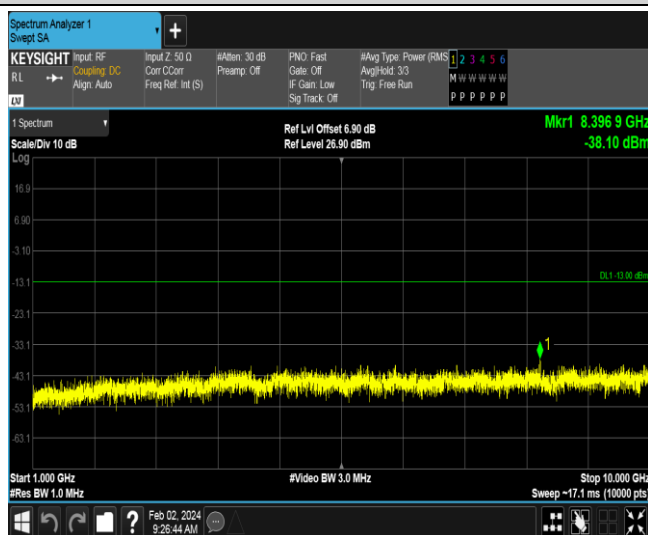 Spectrum Analyzer 1
Swept SA
+
KEYSIGHT
RL
LXI
Input: RF
Coupling: DC
Align: Auto
Input Z: 50 Ω
Corr CCorr
Freq Ref: Int (S)
#Atten: 30 dB
Preamp: Off
PNO: Fast
Gate: Off
IF Gain: Low
Sig Track: Off
#Avg Type: Power (RMS
Avg|Hold: 3/3
Trig: Free Run
1 2 3 4 5 6
M W W W W W
P P P P P P
1 Spectrum
Scale/Div 10 dB
Log
Ref Lvl Offset 6.90 dB
Ref Level 26.90 dBm
Mkr1 8.396 9 GHz
-38.10 dBm
16.9
6.90
-3.10
-13.1
DL1 -13.00 dBm
-23.1
-33.1
1
-43.1
-53.1
-63.1
Start 1.000 GHz
#Video BW 3.0 MHz
Stop 10.000 GHz
#Res BW 1.0 MHz
Sweep ~17.1 ms (10000 pts)
?
Feb 02, 2024
9:26:44 AM